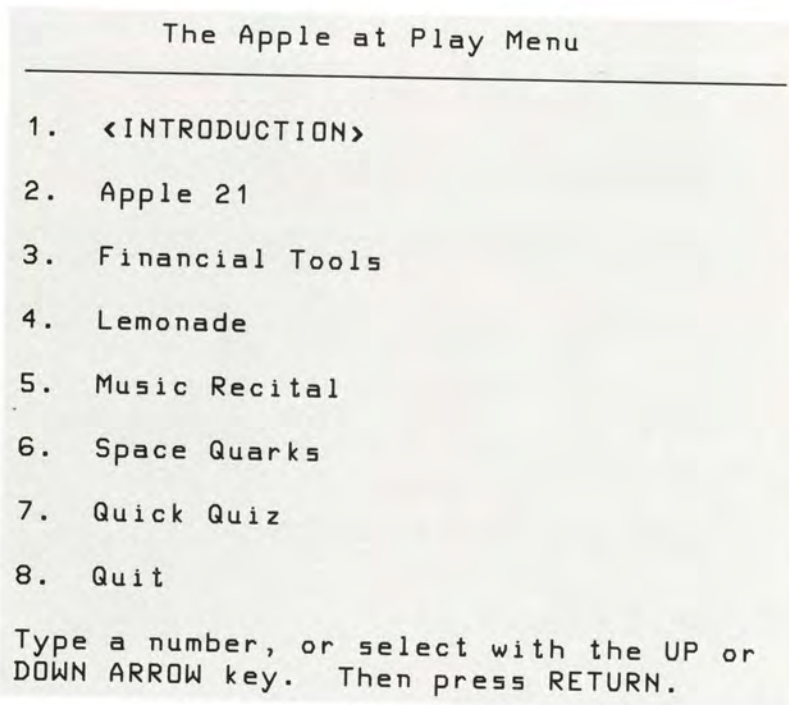 The Apple at Play Menu
1. <INTRODUCTION>
2. Apple 21
3. Financial Tools
4. Lemonade
5. Music Recital
6. Space Quarks
7. Quick Quiz
8. Quit
Type a number, or select with the UP or
DOWN ARROW key. Then press RETURN.